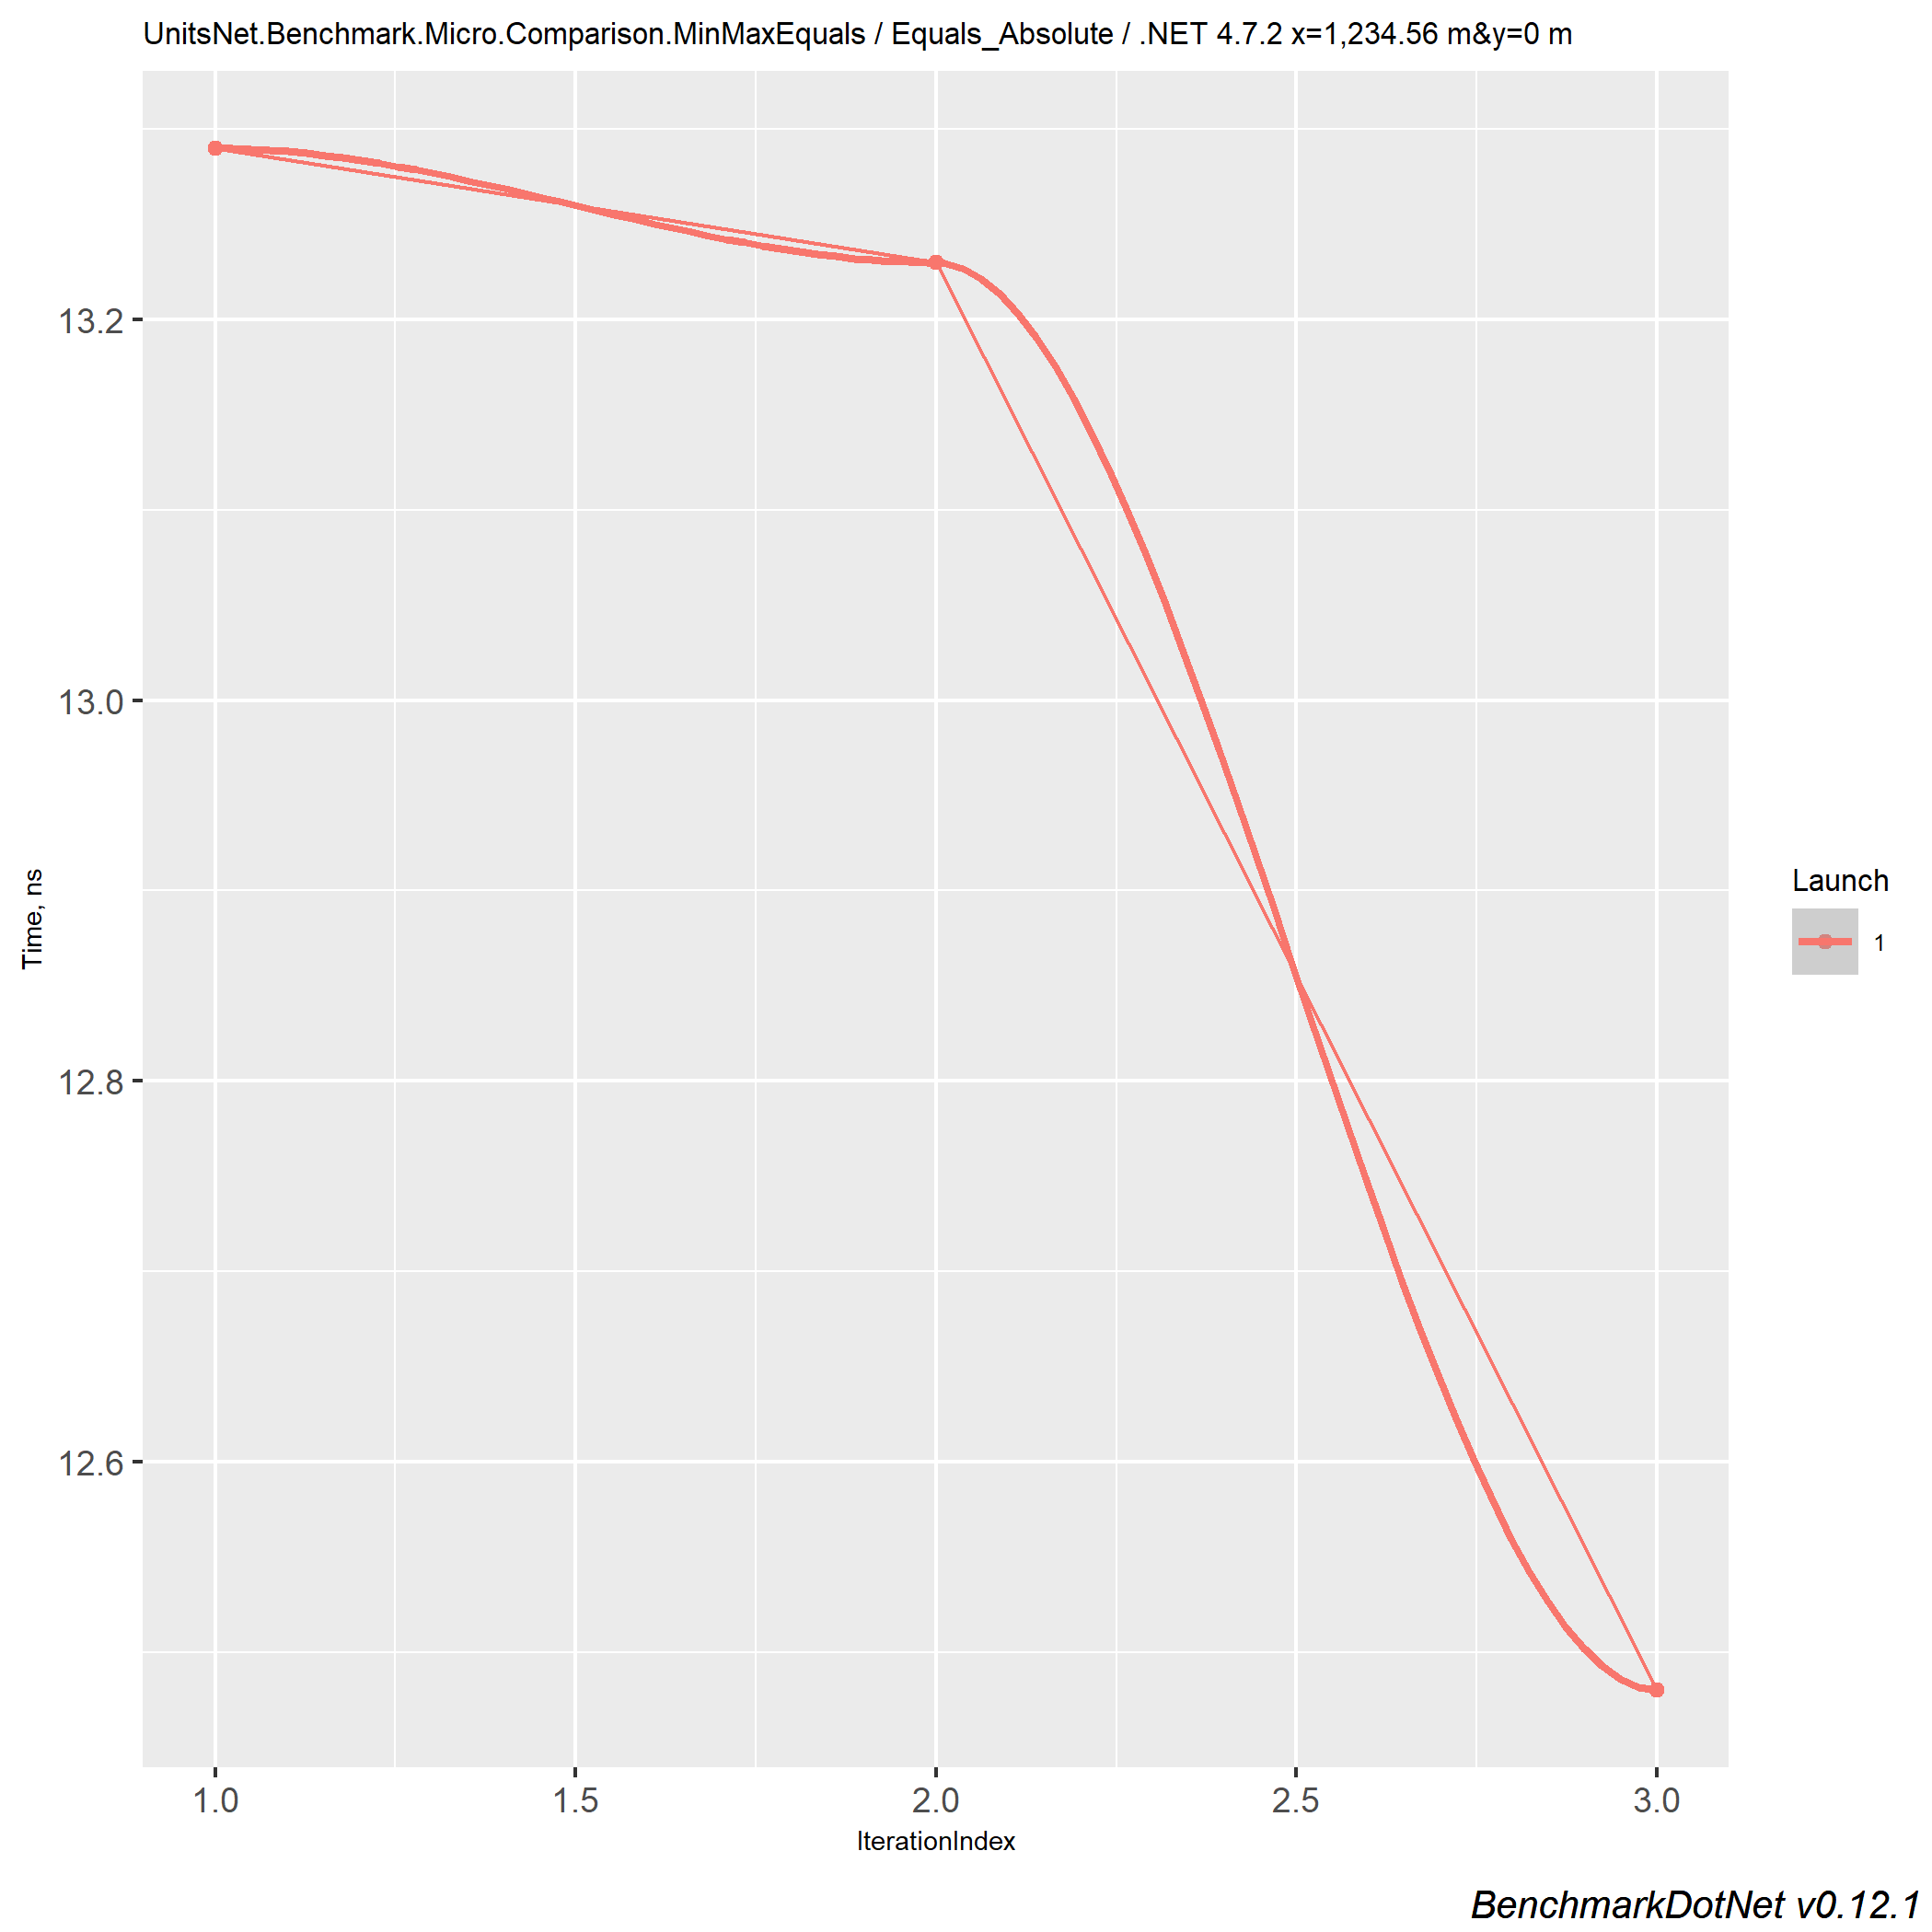 UnitsNet.Benchmark.Micro.Comparison.MinMaxEquals / Equals_Absolute / .NET 4.7.2 x=1,234.56 m&y=0 m
13.2
13.0
12.8
12.6
Time, ns
1.0 1.5 2.0 2.5 3.0
IterationIndex
Launch
1
BenchmarkDotNet v0.12.1